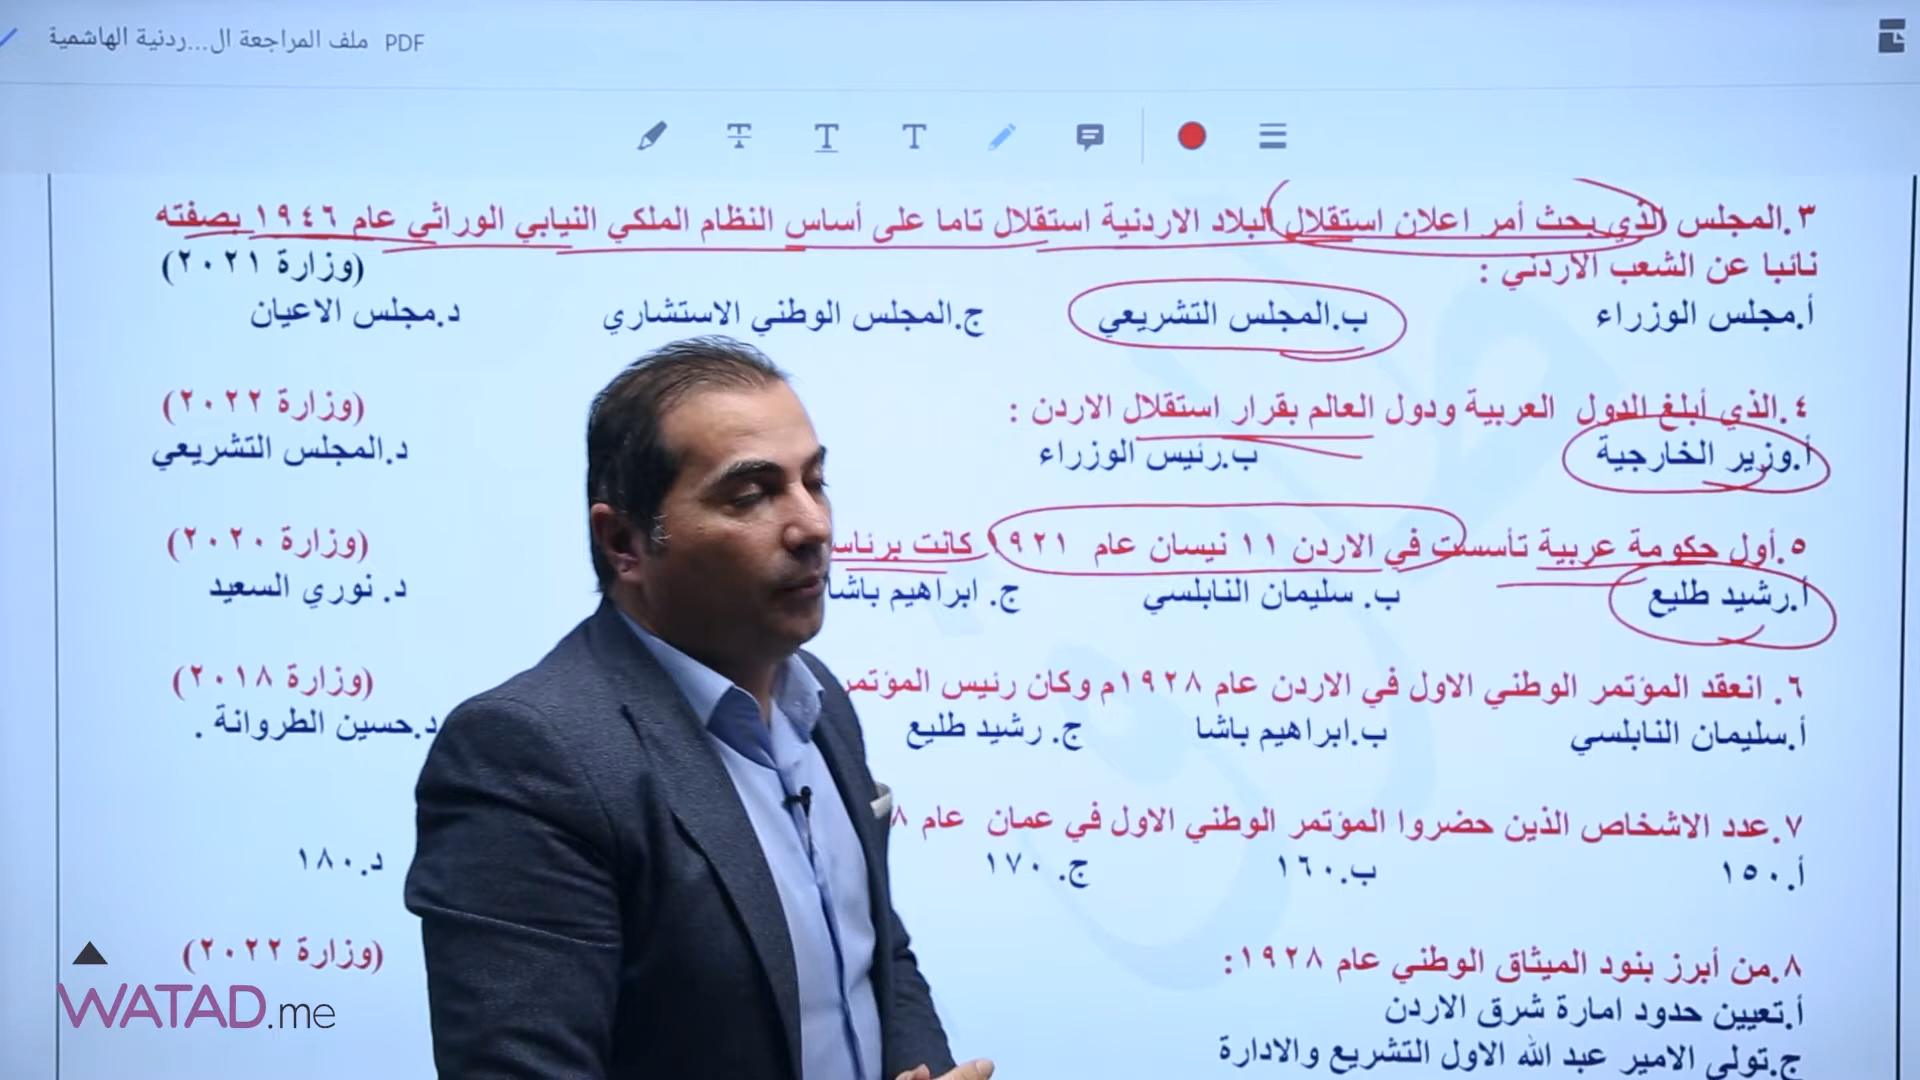 ملف المراجعة ال...ردنية الهاشمية PDF
٣.المجلس الذي بحث أمر اعلان استقلال البلاد الاردنية استقلال تاما على أساس النظام الملكي النيابي الوراثي عام ١٩٤٦ بصفته
نائبا عن الشعب الاردني : (وزارة ٢٠٢١)
أ.مجلس الوزراء ب.المجلس التشريعي ج.المجلس الوطني الاستشاري د.مجلس الاعيان
٤.الذي أبلغ الدول العربية ودول العالم بقرار استقلال الاردن : (وزارة ٢٠٢٢)
أ.وزير الخارجية ب.رئيس الوزراء د.المجلس التشريعي
٥.أول حكومة عربية تأسست في الاردن ١١ نيسان عام ١٩٢١ كانت (وزارة ٢٠٢٠)
أ.رشيد طليع ب. سليمان النابلسي ج. ابراهيم باشا د. نوري السعيد
٦. انعقد المؤتمر الوطني الاول في الاردن عام ١٩٢٨م وكان رئيس المؤتمر (وزارة ٢٠١٨)
أ.سليمان النابلسي ب.ابراهيم باشا ج. رشيد طليع د.حسين الطروانة .
٧.عدد الاشخاص الذين حضروا المؤتمر الوطني الاول في عمان عام
أ.١٥٠ ب.١٦٠ ج. ١٧٠ د.١٨٠
٨.من أبرز بنود الميثاق الوطني عام ١٩٢٨: (وزارة ٢٠٢٢)
أ.تعيين حدود امارة شرق الاردن
ج.تولي الامير عبد الله الاول التشريع والادارة
WATAD.me